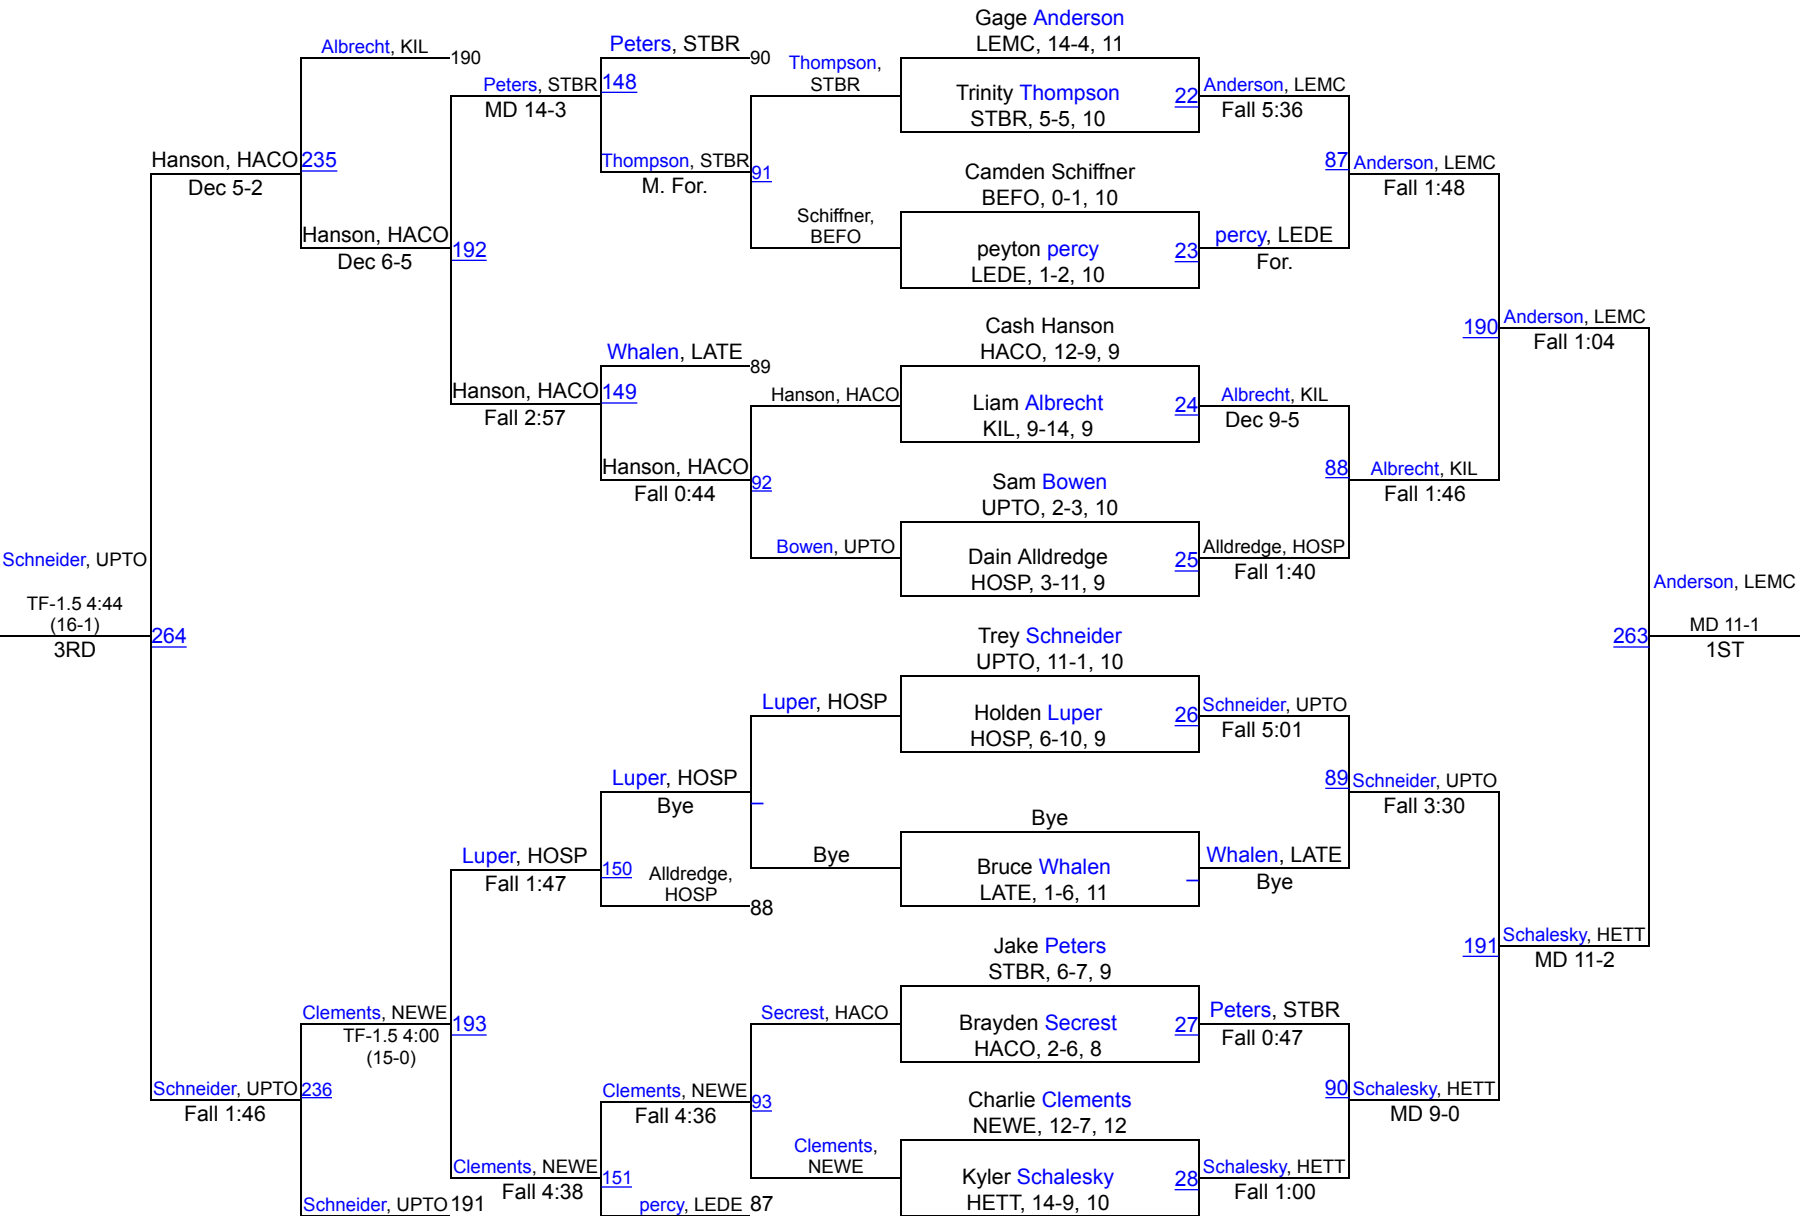 Gage Anderson
LEMC, 14-4, 11
Trinity Thompson
STBR, 5-5, 10
22
Camden Schiffner
BEFO, 0-1, 10
peyton percy
LEDE, 1-2, 10
23
Cash Hanson
HACO, 12-9, 9
Liam Albrecht
KIL, 9-14, 9
24
Sam Bowen
UPTO, 2-3, 10
Dain Alldredge
HOSP, 3-11, 9
25
Trey Schneider
UPTO, 11-1, 10
Holden Luper
HOSP, 6-10, 9
26
Bye
Bruce Whalen
LATE, 1-6, 11
–
Jake Peters
STBR, 6-7, 9
Brayden Secrest
HACO, 2-6, 8
27
Charlie Clements
NEWE, 12-7, 12
Kyler Schalesky
HETT, 14-9, 10
28
Anderson, LEMC
Fall 5:36
87
percy, LEDE
For.
Albrecht, KIL
Dec 9-5
88
Alldredge, HOSP
Fall 1:40
Schneider, UPTO
Fall 5:01
89
Whalen, LATE
Bye
Peters, STBR
Fall 0:47
90
Schalesky, HETT
Fall 1:00
Anderson, LEMC
Fall 1:48
190
Albrecht, KIL
Fall 1:46
Schneider, UPTO
Fall 3:30
191
Schalesky, HETT
MD 9-0
Anderson, LEMC
Fall 1:04
263
Schalesky, HETT
MD 11-2
Anderson, LEMC
MD 11-1
1ST
Thompson,
STBR
91
Schiffner,
BEFO
Hanson, HACO
92
Bowen, UPTO
Luper, HOSP
–
Bye
Secrest, HACO
93
Clements,
NEWE
Peters, STBR
90
148
Thompson, STBR
M. For.
Whalen, LATE
89
149
Hanson, HACO
Fall 0:44
Luper, HOSP
Bye
150
Alldredge,
HOSP
88
Clements, NEWE
Fall 4:36
151
percy, LEDE
87
Peters, STBR
MD 14-3
192
Hanson, HACO
Fall 2:57
Luper, HOSP
Fall 1:47
193
Clements, NEWE
Fall 4:38
Albrecht, KIL
190
235
Hanson, HACO
Dec 6-5
Clements, NEWE
TF-1.5 4:00
(15-0)
236
Schneider, UPTO
191
Hanson, HACO
Dec 5-2
264
Schneider, UPTO
Fall 1:46
Schneider, UPTO
TF-1.5 4:44
(16-1)
3RD